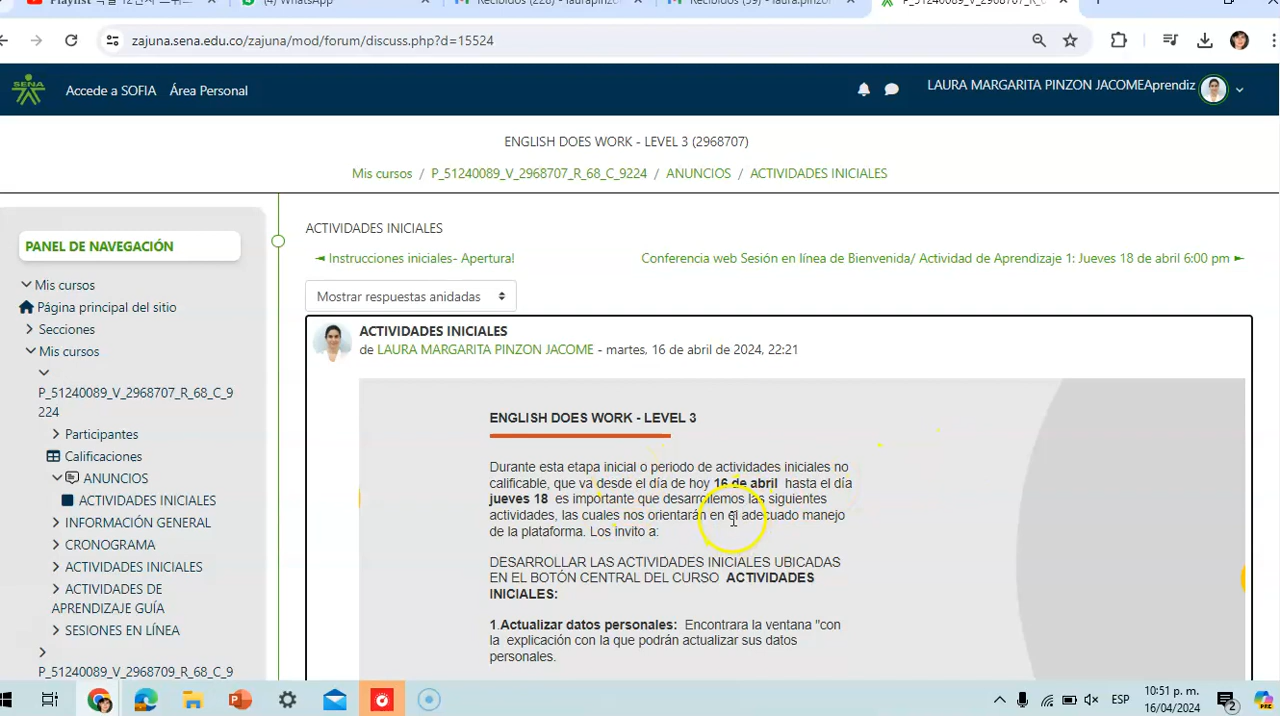 Playlist
WhatsApp
Recibidos (228) - laurapinzo
Recibidos (39) - laura.pinzo
P_51240089_V_2968707_R_68_C_9
zajuna.sena.edu.co/zajuna/mod/forum/discuss.php?d=15524
SENA
Accede a SOFIA
Área Personal
LAURA MARGARITA PINZON JACOMEAprendiz
ENGLISH DOES WORK - LEVEL 3 (2968707)
Mis cursos / P_51240089_V_2968707_R_68_C_9224 / ANUNCIOS / ACTIVIDADES INICIALES
PANEL DE NAVEGACIÓN
Mis cursos
Página principal del sitio
Secciones
Mis cursos
P_51240089_V_2968707_R_68_C_9
224
Participantes
Calificaciones
ANUNCIOS
ACTIVIDADES INICIALES
INFORMACIÓN GENERAL
CRONOGRAMA
ACTIVIDADES INICIALES
ACTIVIDADES DE
APRENDIZAJE GUÍA
SESIONES EN LÍNEA
P_51240089_V_2968709_R_68_C_9
ACTIVIDADES INICIALES
◄ Instrucciones iniciales- Apertura!
Conferencia web Sesión en línea de Bienvenida/ Actividad de Aprendizaje 1: Jueves 18 de abril 6:00 pm ►
Mostrar respuestas anidadas
ACTIVIDADES INICIALES
de LAURA MARGARITA PINZON JACOME - martes, 16 de abril de 2024, 22:21
ENGLISH DOES WORK - LEVEL 3
Durante esta etapa inicial o periodo de actividades iniciales no
calificable, que va desde el día de hoy 16 de abril hasta el día
jueves 18 es importante que desarrollemos las siguientes
actividades, las cuales nos orientarán en el adecuado manejo
de la plataforma. Los invito a:
DESARROLLAR LAS ACTIVIDADES INICIALES UBICADAS
EN EL BOTÓN CENTRAL DEL CURSO ACTIVIDADES
INICIALES:
1.Actualizar datos personales: Encontrara la ventana "con
la explicación con la que podrán actualizar sus datos
personales.
ESP
10:51 p. m.
16/04/2024
2